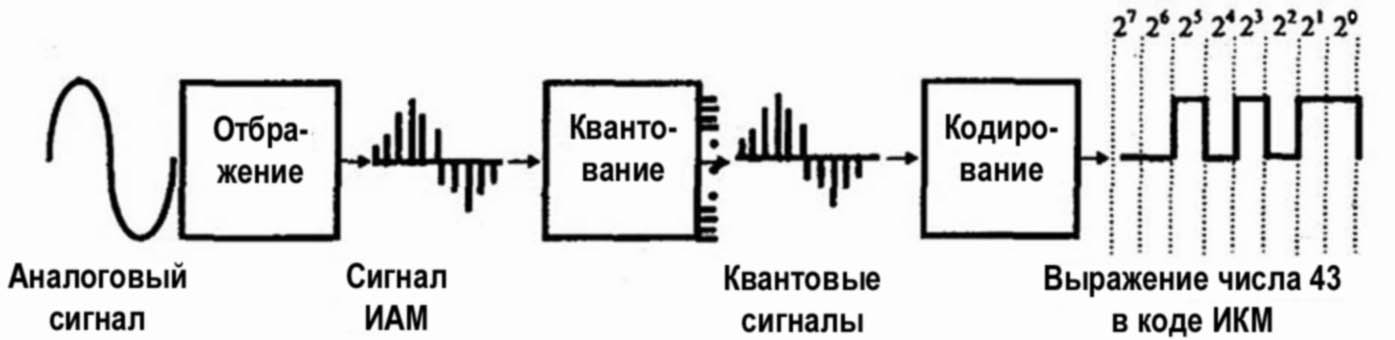 2⁷ 2⁶ 2⁵ 2⁴ 2³ 2² 2¹ 2⁰
Отбра-
жение
Кванто-
вание
Кодиро-
вание
Аналоговый
сигнал
Сигнал
ИАМ
Квантовые
сигналы
Выражение числа 43
в коде ИКМ